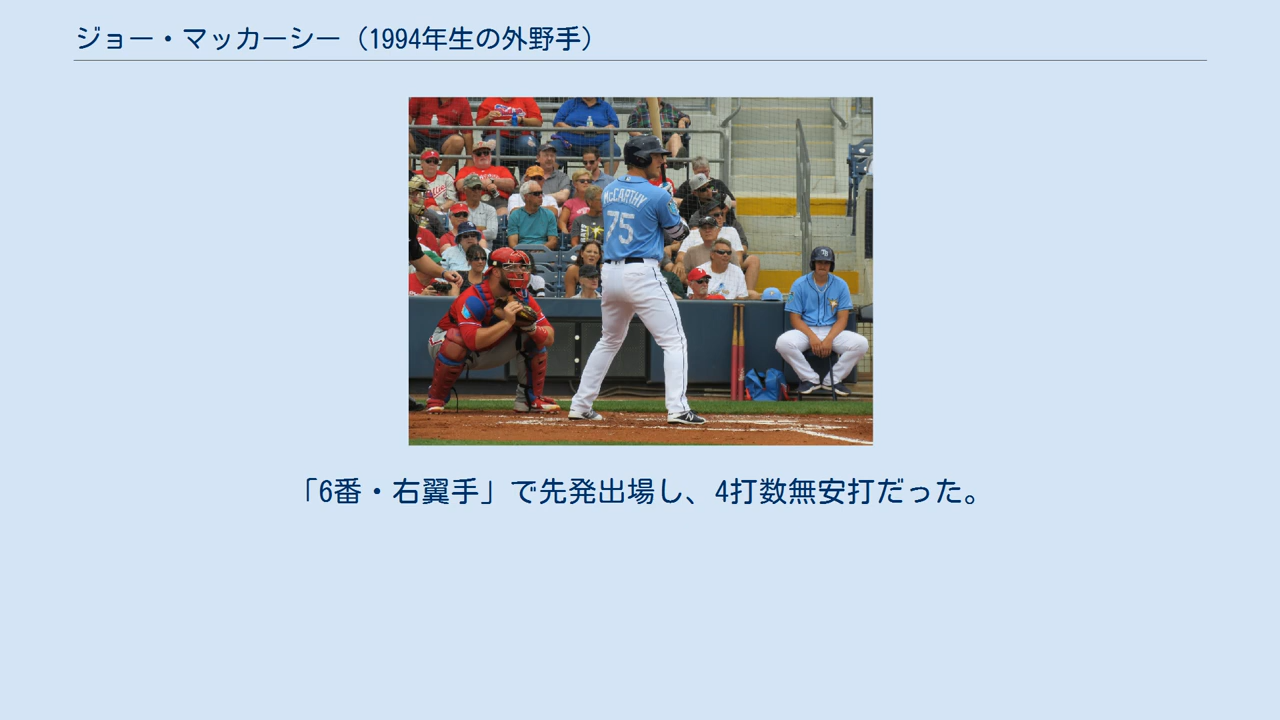 ジョー・マッカーシー（1994年生の外野手）
McCARTHY
75
「6番・右翼手」で先発出場し、4打数無安打だった。